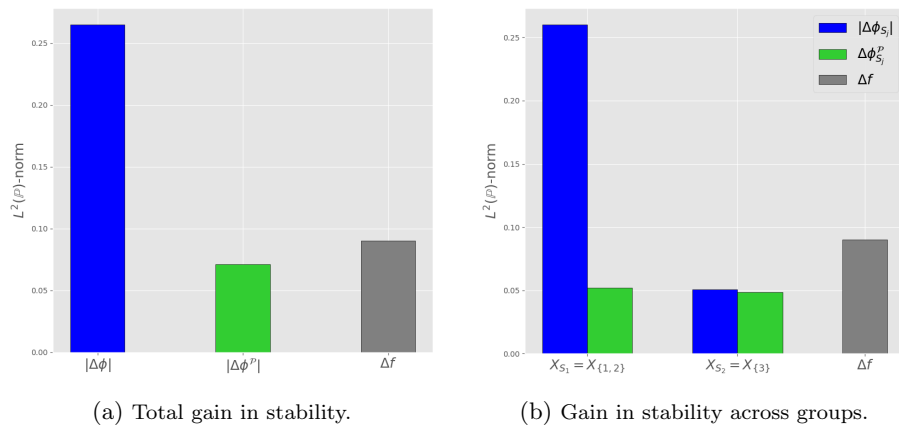 L²(ℙ)-norm
0.25
0.20
0.15
0.10
0.05
0.00
|Δϕ|
|Δϕ^𝒫|
Δf
(a) Total gain in stability.
L²(ℙ)-norm
0.25
0.20
0.15
0.10
0.05
0.00
|Δϕ_{S_j}|
Δϕ^𝒫_{S_j}
Δf
X_{S_1} = X_{{1,2}}
X_{S_2} = X_{{3}}
Δf
(b) Gain in stability across groups.